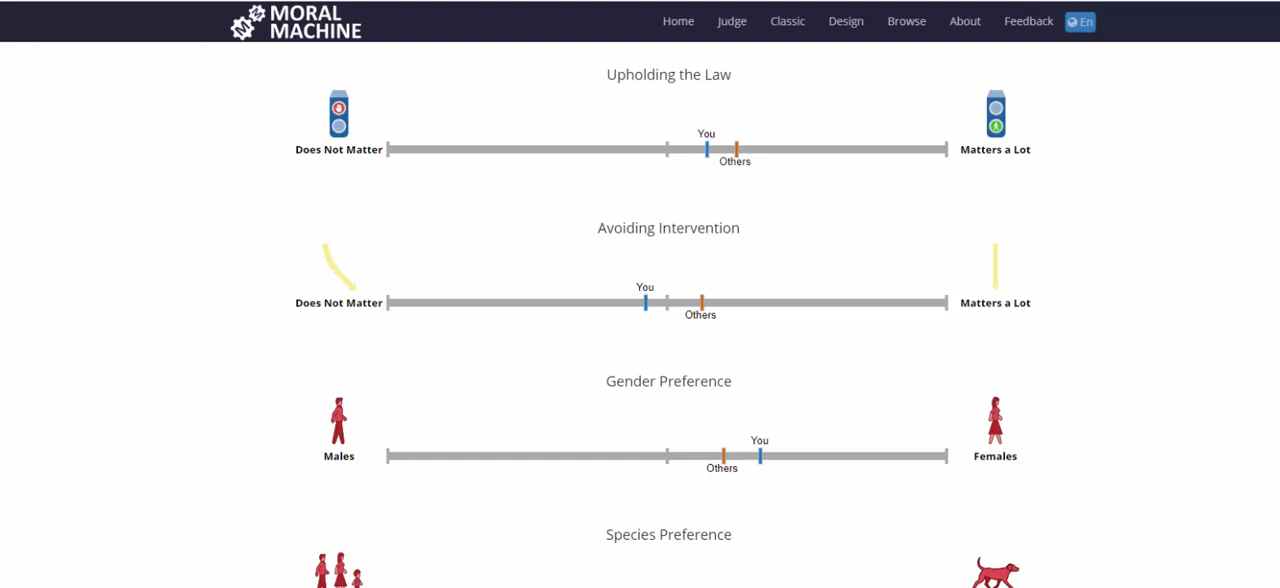 MORAL
MACHINE
Home Judge Classic Design Browse About Feedback En
Upholding the Law
You
Does Not Matter Matters a Lot
Others
Avoiding Intervention
You
Does Not Matter Matters a Lot
Others
Gender Preference
You
Males Females
Others
Species Preference